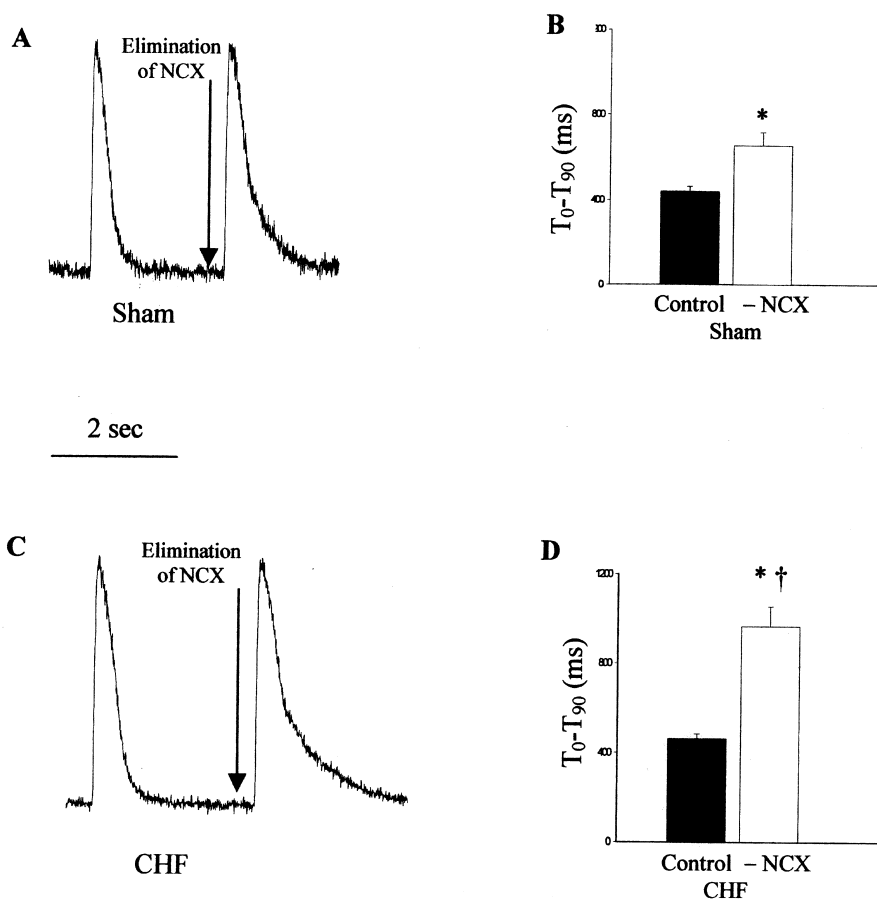 A
Elimination
of NCX
Sham
B
T₀-T₉₀ (ms)
800
400
0
*
Control – NCX
Sham
2 sec
C
Elimination
of NCX
CHF
D
T₀-T₉₀ (ms)
1200
800
400
0
* †
Control – NCX
CHF